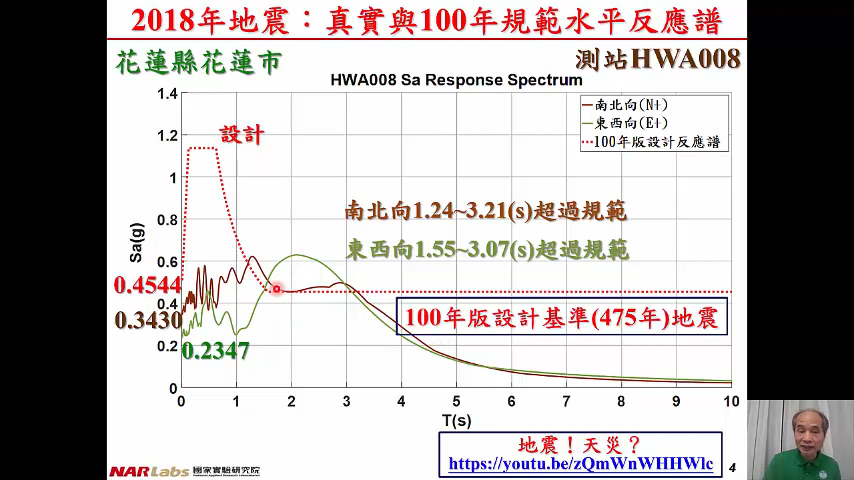 2018年地震：真實與100年規範水平反應譜
花蓮縣花蓮市
測站HWA008
HWA008 Sa Response Spectrum
1.4
1.2
1
0.8
0.6
0.4
0.2
0
Sa(g)
南北向(N+)
東西向(E+)
100年版設計反應譜
設計
南北向1.24~3.21(s)超過規範
東西向1.55~3.07(s)超過規範
0.4544
0.3430
0.2347
100年版設計基準(475年)地震
0 1 2 3 4 5 6 7 8 9 10
T(s)
地震！天災？
https://youtu.be/zQmWnWHHWlc
NARLabs 國家實驗研究院
National Applied Research Laboratories
4